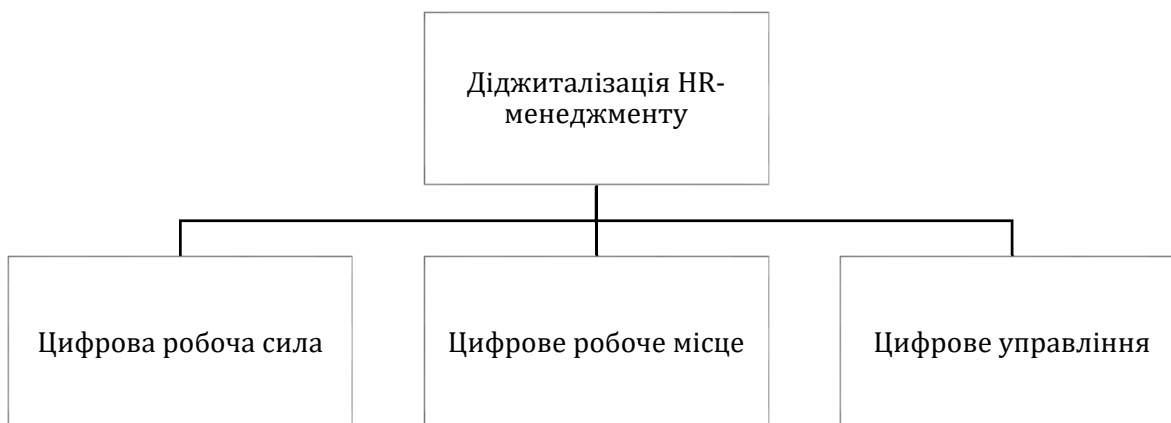 Діджиталізація HR-
менеджменту
Цифрова робоча сила
Цифрове робоче місце
Цифрове управління